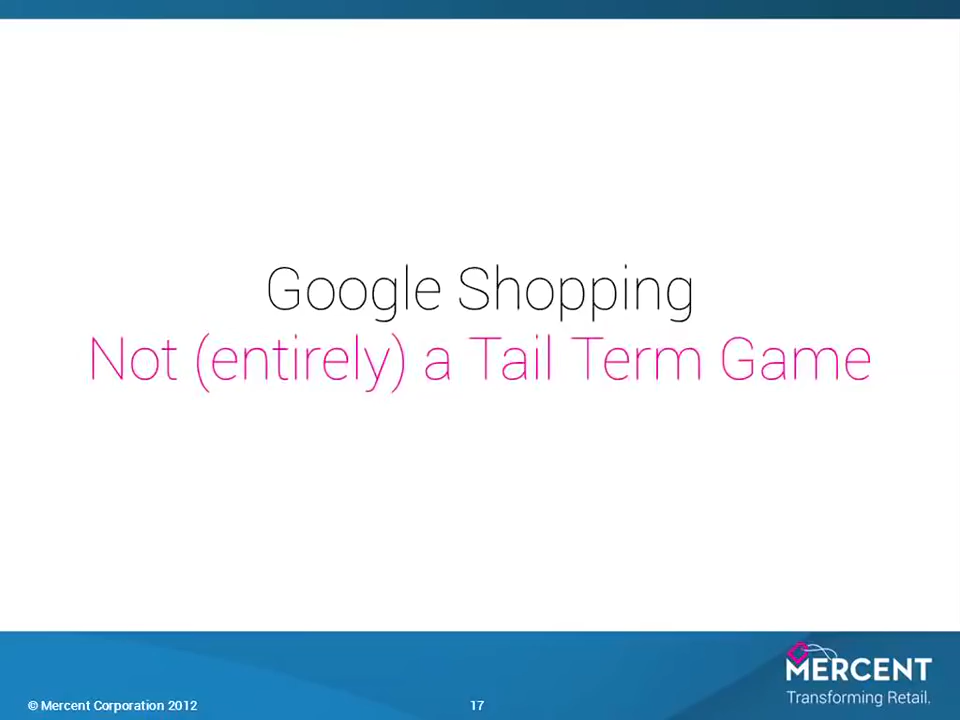 Google Shopping
Not (entirely) a Tail Term Game
© Mercent Corporation 2012
17
MERCENT
Transforming Retail.